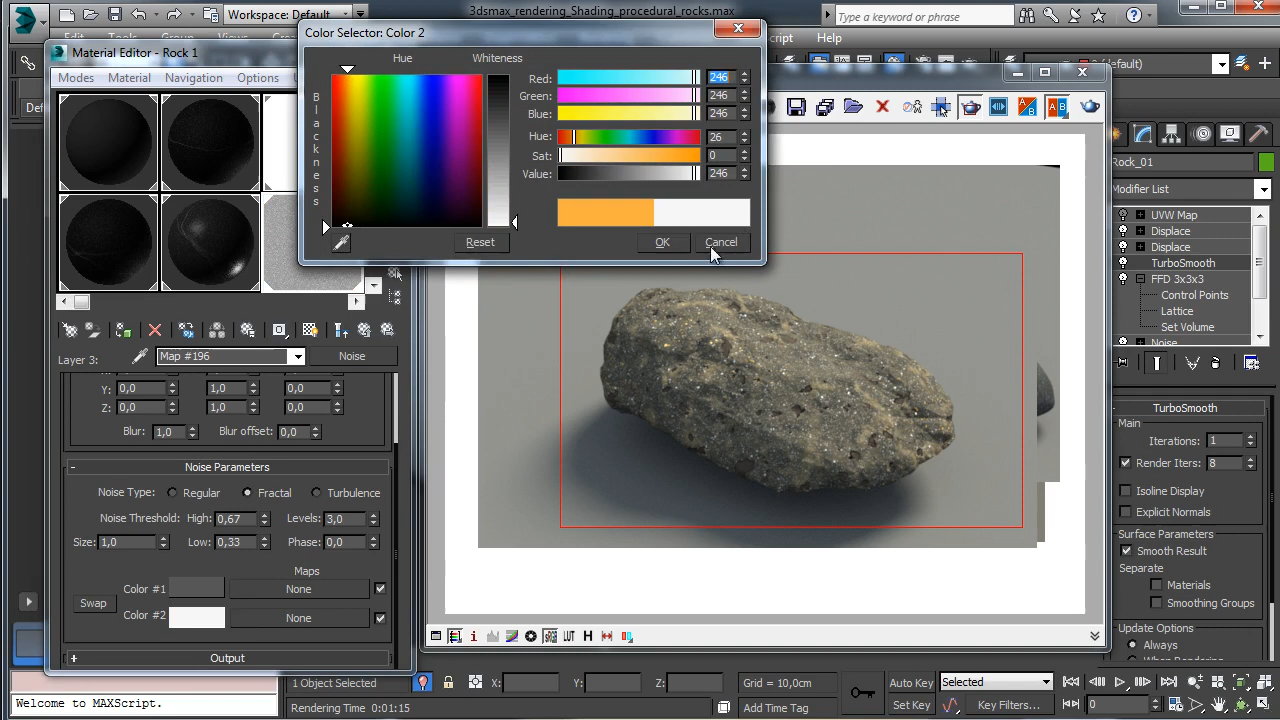 Workspace: Default
3dsmax_rendering_Shading_procedural_rocks.max
Type a keyword or phrase
Edit Tools
Script Help
Material Editor - Rock 1
Modes Material Navigation Options
Color Selector: Color 2
Hue Whiteness
Blackness
Red: 246
Green: 246
Blue: 246
Hue: 26
Sat: 0
Value: 246
Reset OK Cancel
0 (default)
Rock_01
Modifier List
UVW Map
Displace
Displace
TurboSmooth
FFD 3x3x3
Control Points
Lattice
Set Volume
Noise
Layer 3: Map #196 Noise
Y: 0,0 1,0 0,0
Z: 0,0 1,0 0,0
Blur: 1,0 Blur offset: 0,0
- Noise Parameters
Noise Type: Regular Fractal Turbulence
Noise Threshold: High: 0,67 Levels: 3,0
Size: 1,0 Low: 0,33 Phase: 0,0
Maps
Color #1 None
Swap
Color #2 None
+ Output
TurboSmooth
Main
Iterations: 1
Render Iters: 8
Isoline Display
Explicit Normals
Surface Parameters
Smooth Result
Separate
Materials
Smoothing Groups
Update Options
Always
When Rendering
LUT H
1 Object Selected X: Y: Z: Grid = 10,0cm Auto Key Selected
Welcome to MAXScript. Rendering Time 0:01:15 Add Time Tag Set Key Key Filters... 0